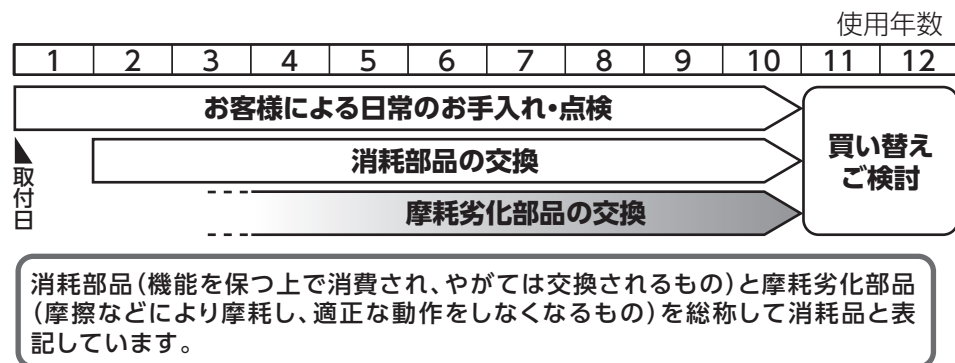 使用年数
1 2 3 4 5 6 7 8 9 10 11 12
お客様による日常のお手入れ・点検
取付日
消耗部品の交換
摩耗劣化部品の交換
買い替え
ご検討
消耗部品（機能を保つ上で消費され、やがては交換されるもの）と摩耗劣化部品
（摩擦などにより摩耗し、適正な動作をしなくなるもの）を総称して消耗品と表
記しています。